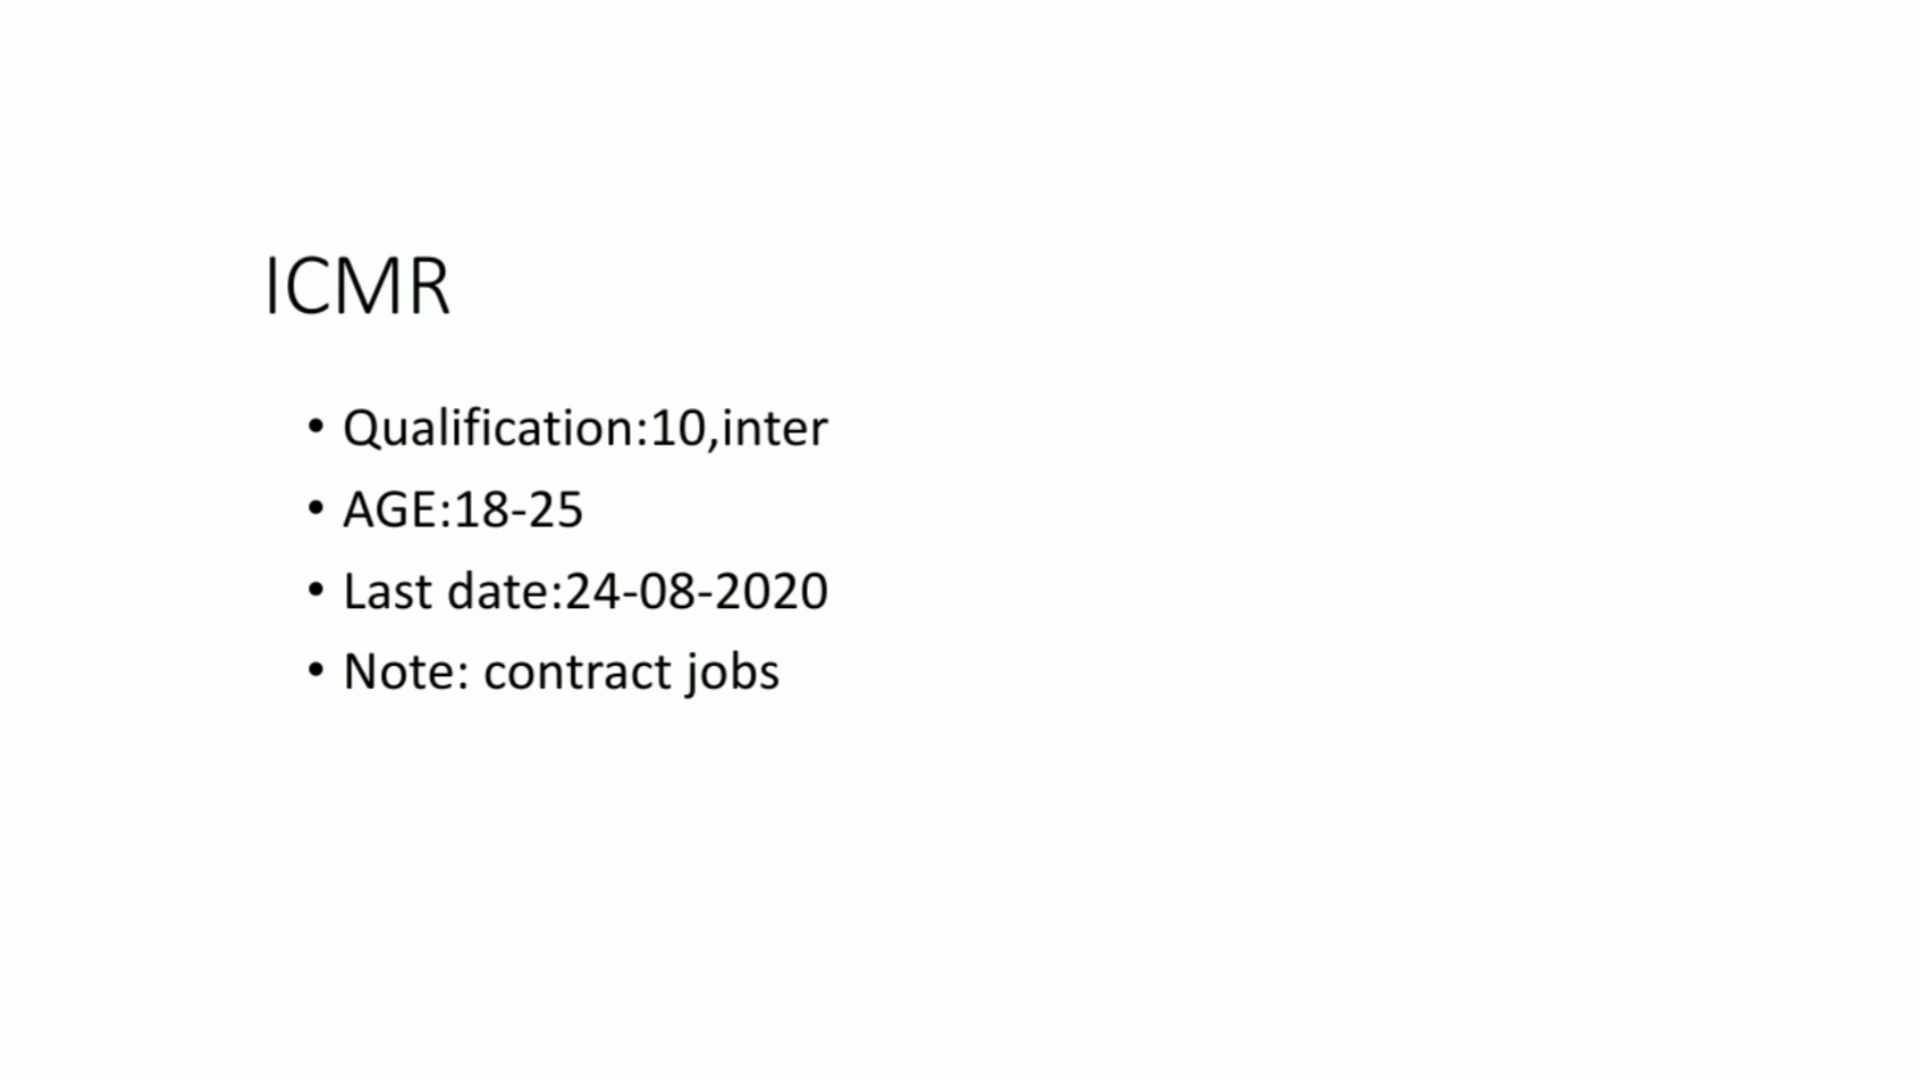 ICMR
• Qualification:10,inter
• AGE:18-25
• Last date:24-08-2020
• Note: contract jobs